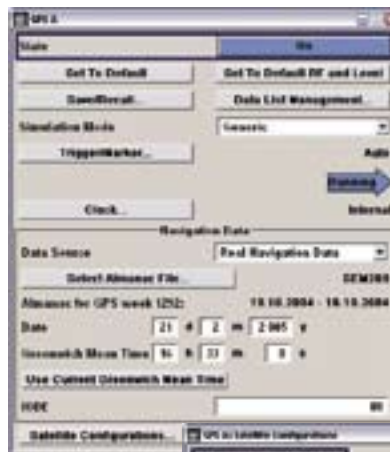 GPS A
State On
Set To Default Set To Default RF and Level
Save/Recall... Data List Management...
Simulation Mode Generic
Trigger/Marker... Auto
Running
Clock... Internal
Navigation Data
Data Source Real Navigation Data
Select Almanac File... SEM280
Almanac for GPS week 1292: 10.10.2004 - 16.10.2004
Date 21 d 2 m 2005 y
Greenwich Mean Time 16 h 33 m 0 s
Use Current Greenwich Mean Time
IODE
Satellite Configurations... GPS A: Satellite Configurations